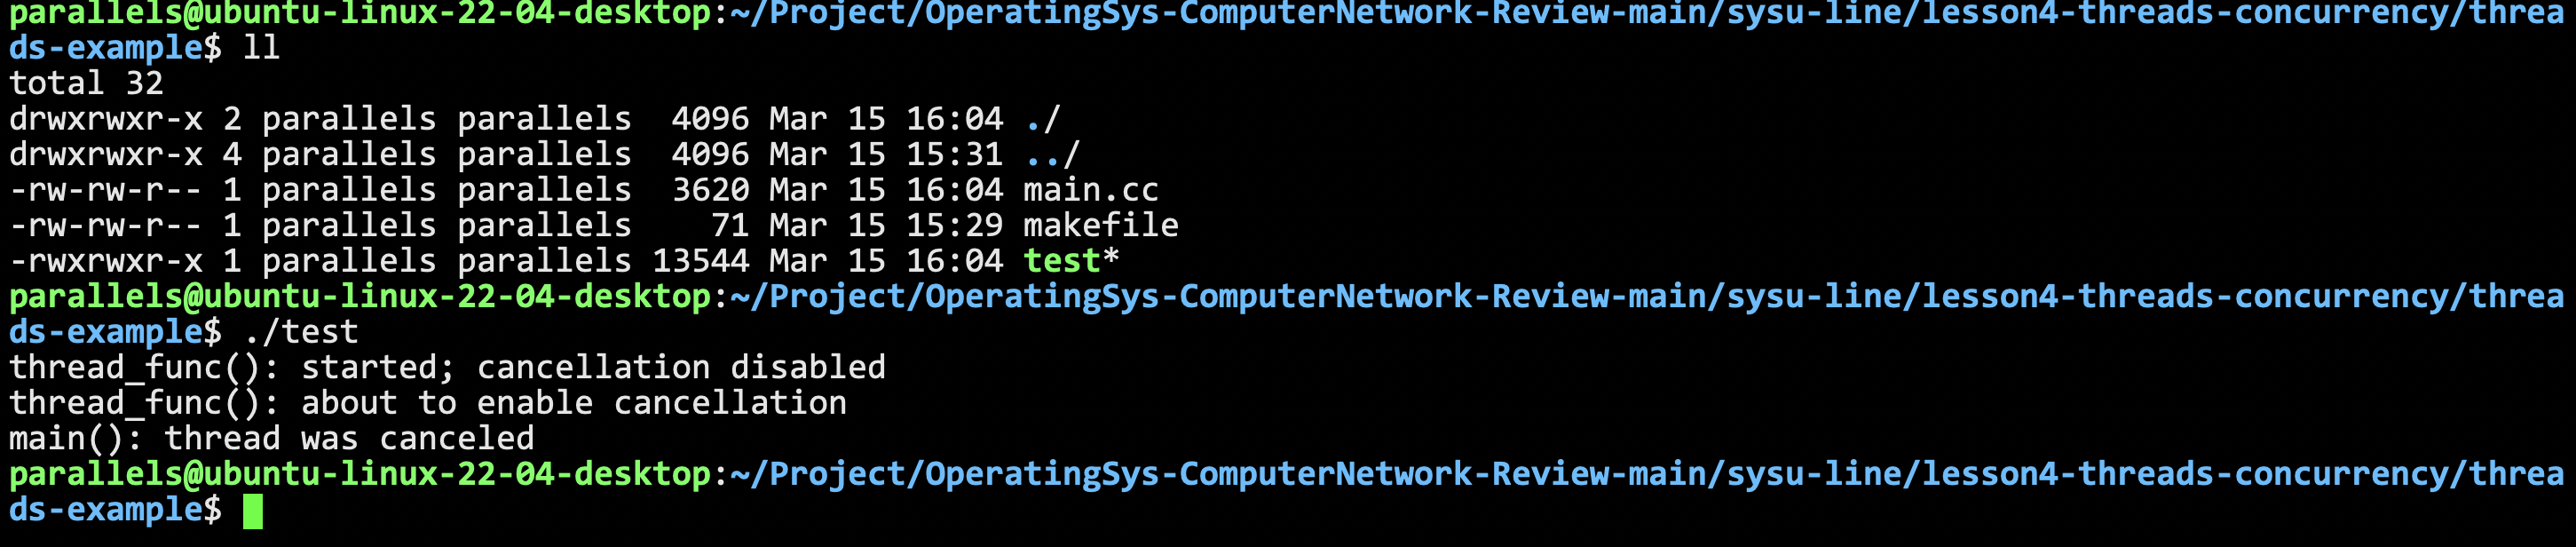 parallels@ubuntu-linux-22-04-desktop:~/Project/OperatingSys-ComputerNetwork-Review-main/sysu-line/lesson4-threads-concurrency/threa
ds-example$ ll
total 32
drwxrwxr-x 2 parallels parallels  4096 Mar 15 16:04 ./
drwxrwxr-x 4 parallels parallels  4096 Mar 15 15:31 ../
-rw-rw-r-- 1 parallels parallels  3620 Mar 15 16:04 main.cc
-rw-rw-r-- 1 parallels parallels    71 Mar 15 15:29 makefile
-rwxrwxr-x 1 parallels parallels 13544 Mar 15 16:04 test*
parallels@ubuntu-linux-22-04-desktop:~/Project/OperatingSys-ComputerNetwork-Review-main/sysu-line/lesson4-threads-concurrency/threa
ds-example$ ./test
thread_func(): started; cancellation disabled
thread_func(): about to enable cancellation
main(): thread was canceled
parallels@ubuntu-linux-22-04-desktop:~/Project/OperatingSys-ComputerNetwork-Review-main/sysu-line/lesson4-threads-concurrency/threa
ds-example$